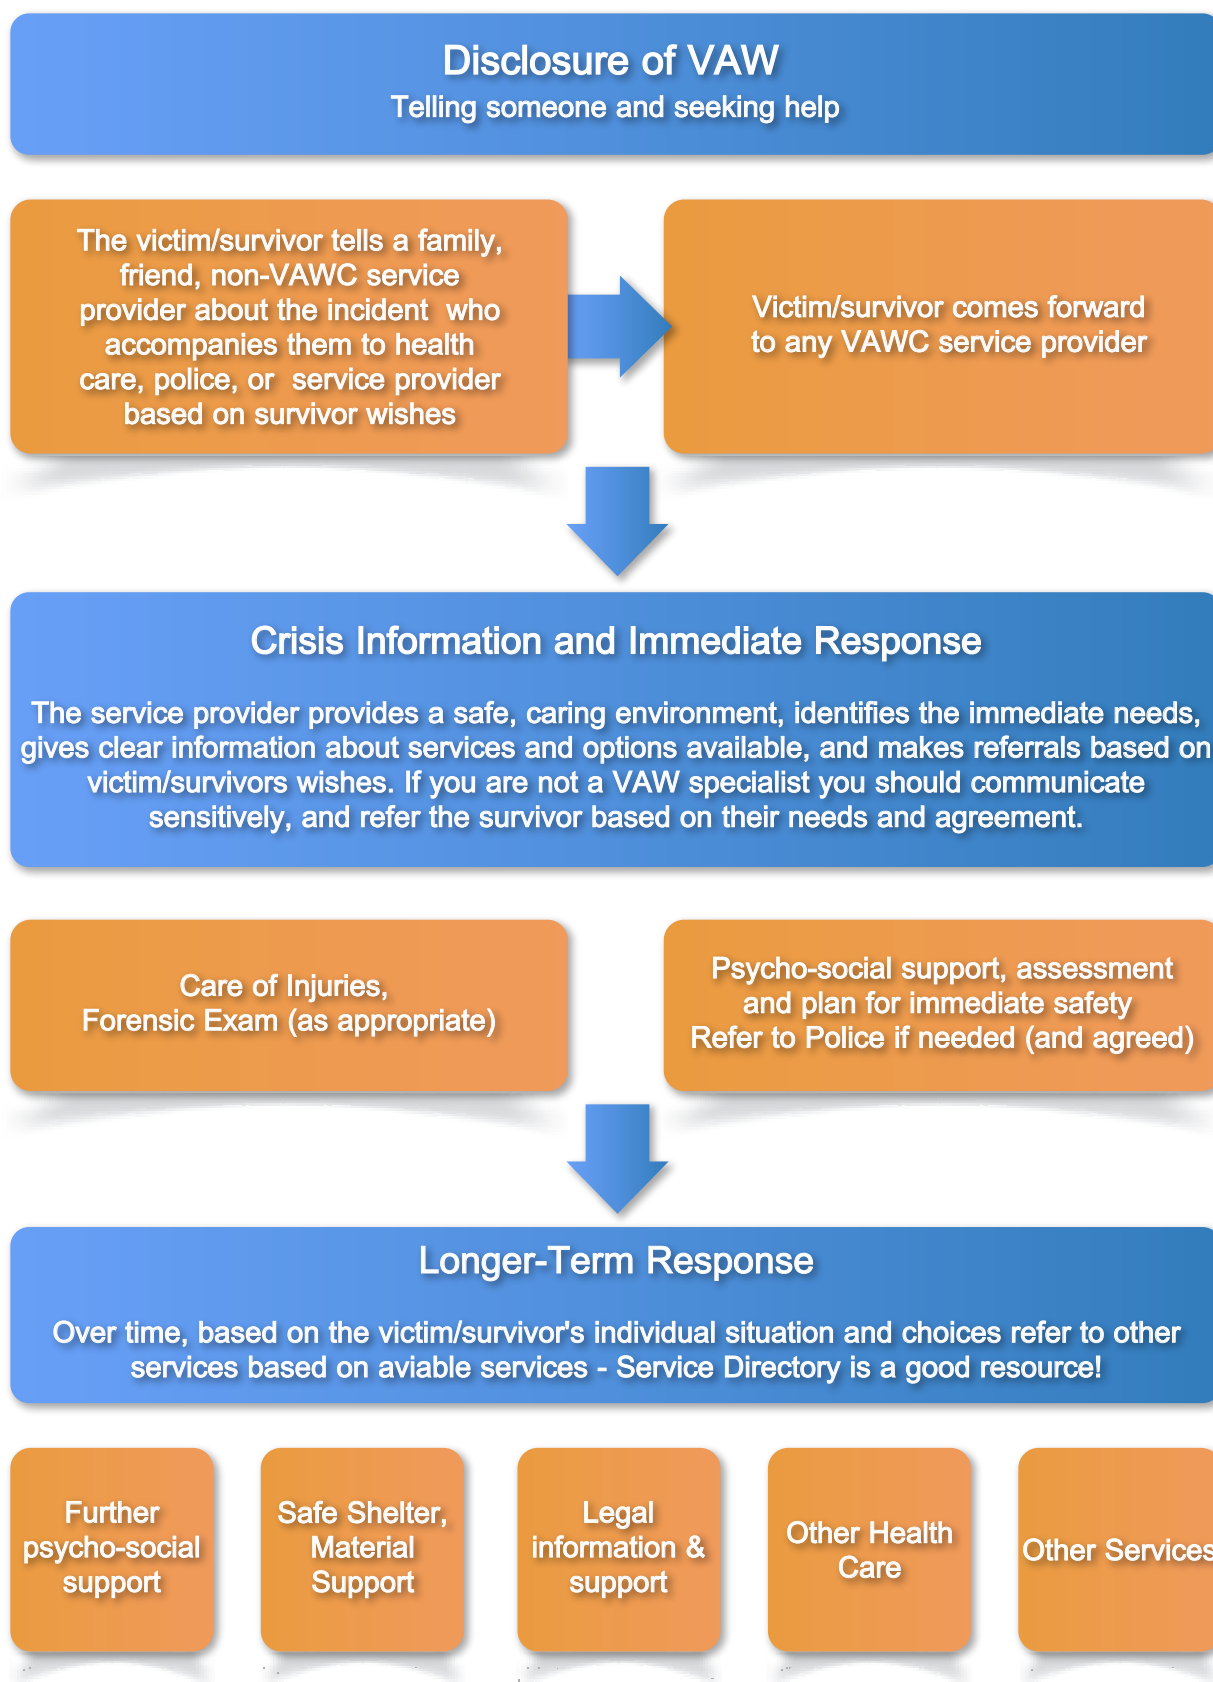 Disclosure of VAW
Telling someone and seeking help
The victim/survivor tells a family,
friend, non-VAWC service
provider about the incident  who
accompanies them to health
care, police, or  service provider
based on survivor wishes
Victim/survivor comes forward
to any VAWC service provider
Crisis Information and Immediate Response
The service provider provides a safe, caring environment, identifies the immediate needs,
gives clear information about services and options available, and makes referrals based on
victim/survivors wishes. If you are not a VAW specialist you should communicate
sensitively, and refer the survivor based on their needs and agreement.
Care of Injuries,
Forensic Exam (as appropriate)
Psycho-social support, assessment
and plan for immediate safety
Refer to Police if needed (and agreed)
Longer-Term Response
Over time, based on the victim/survivor's individual situation and choices refer to other
services based on aviable services - Service Directory is a good resource!
Further
psycho-social
support
Safe Shelter,
Material
Support
Legal
information &
support
Other Health
Care
Other Services